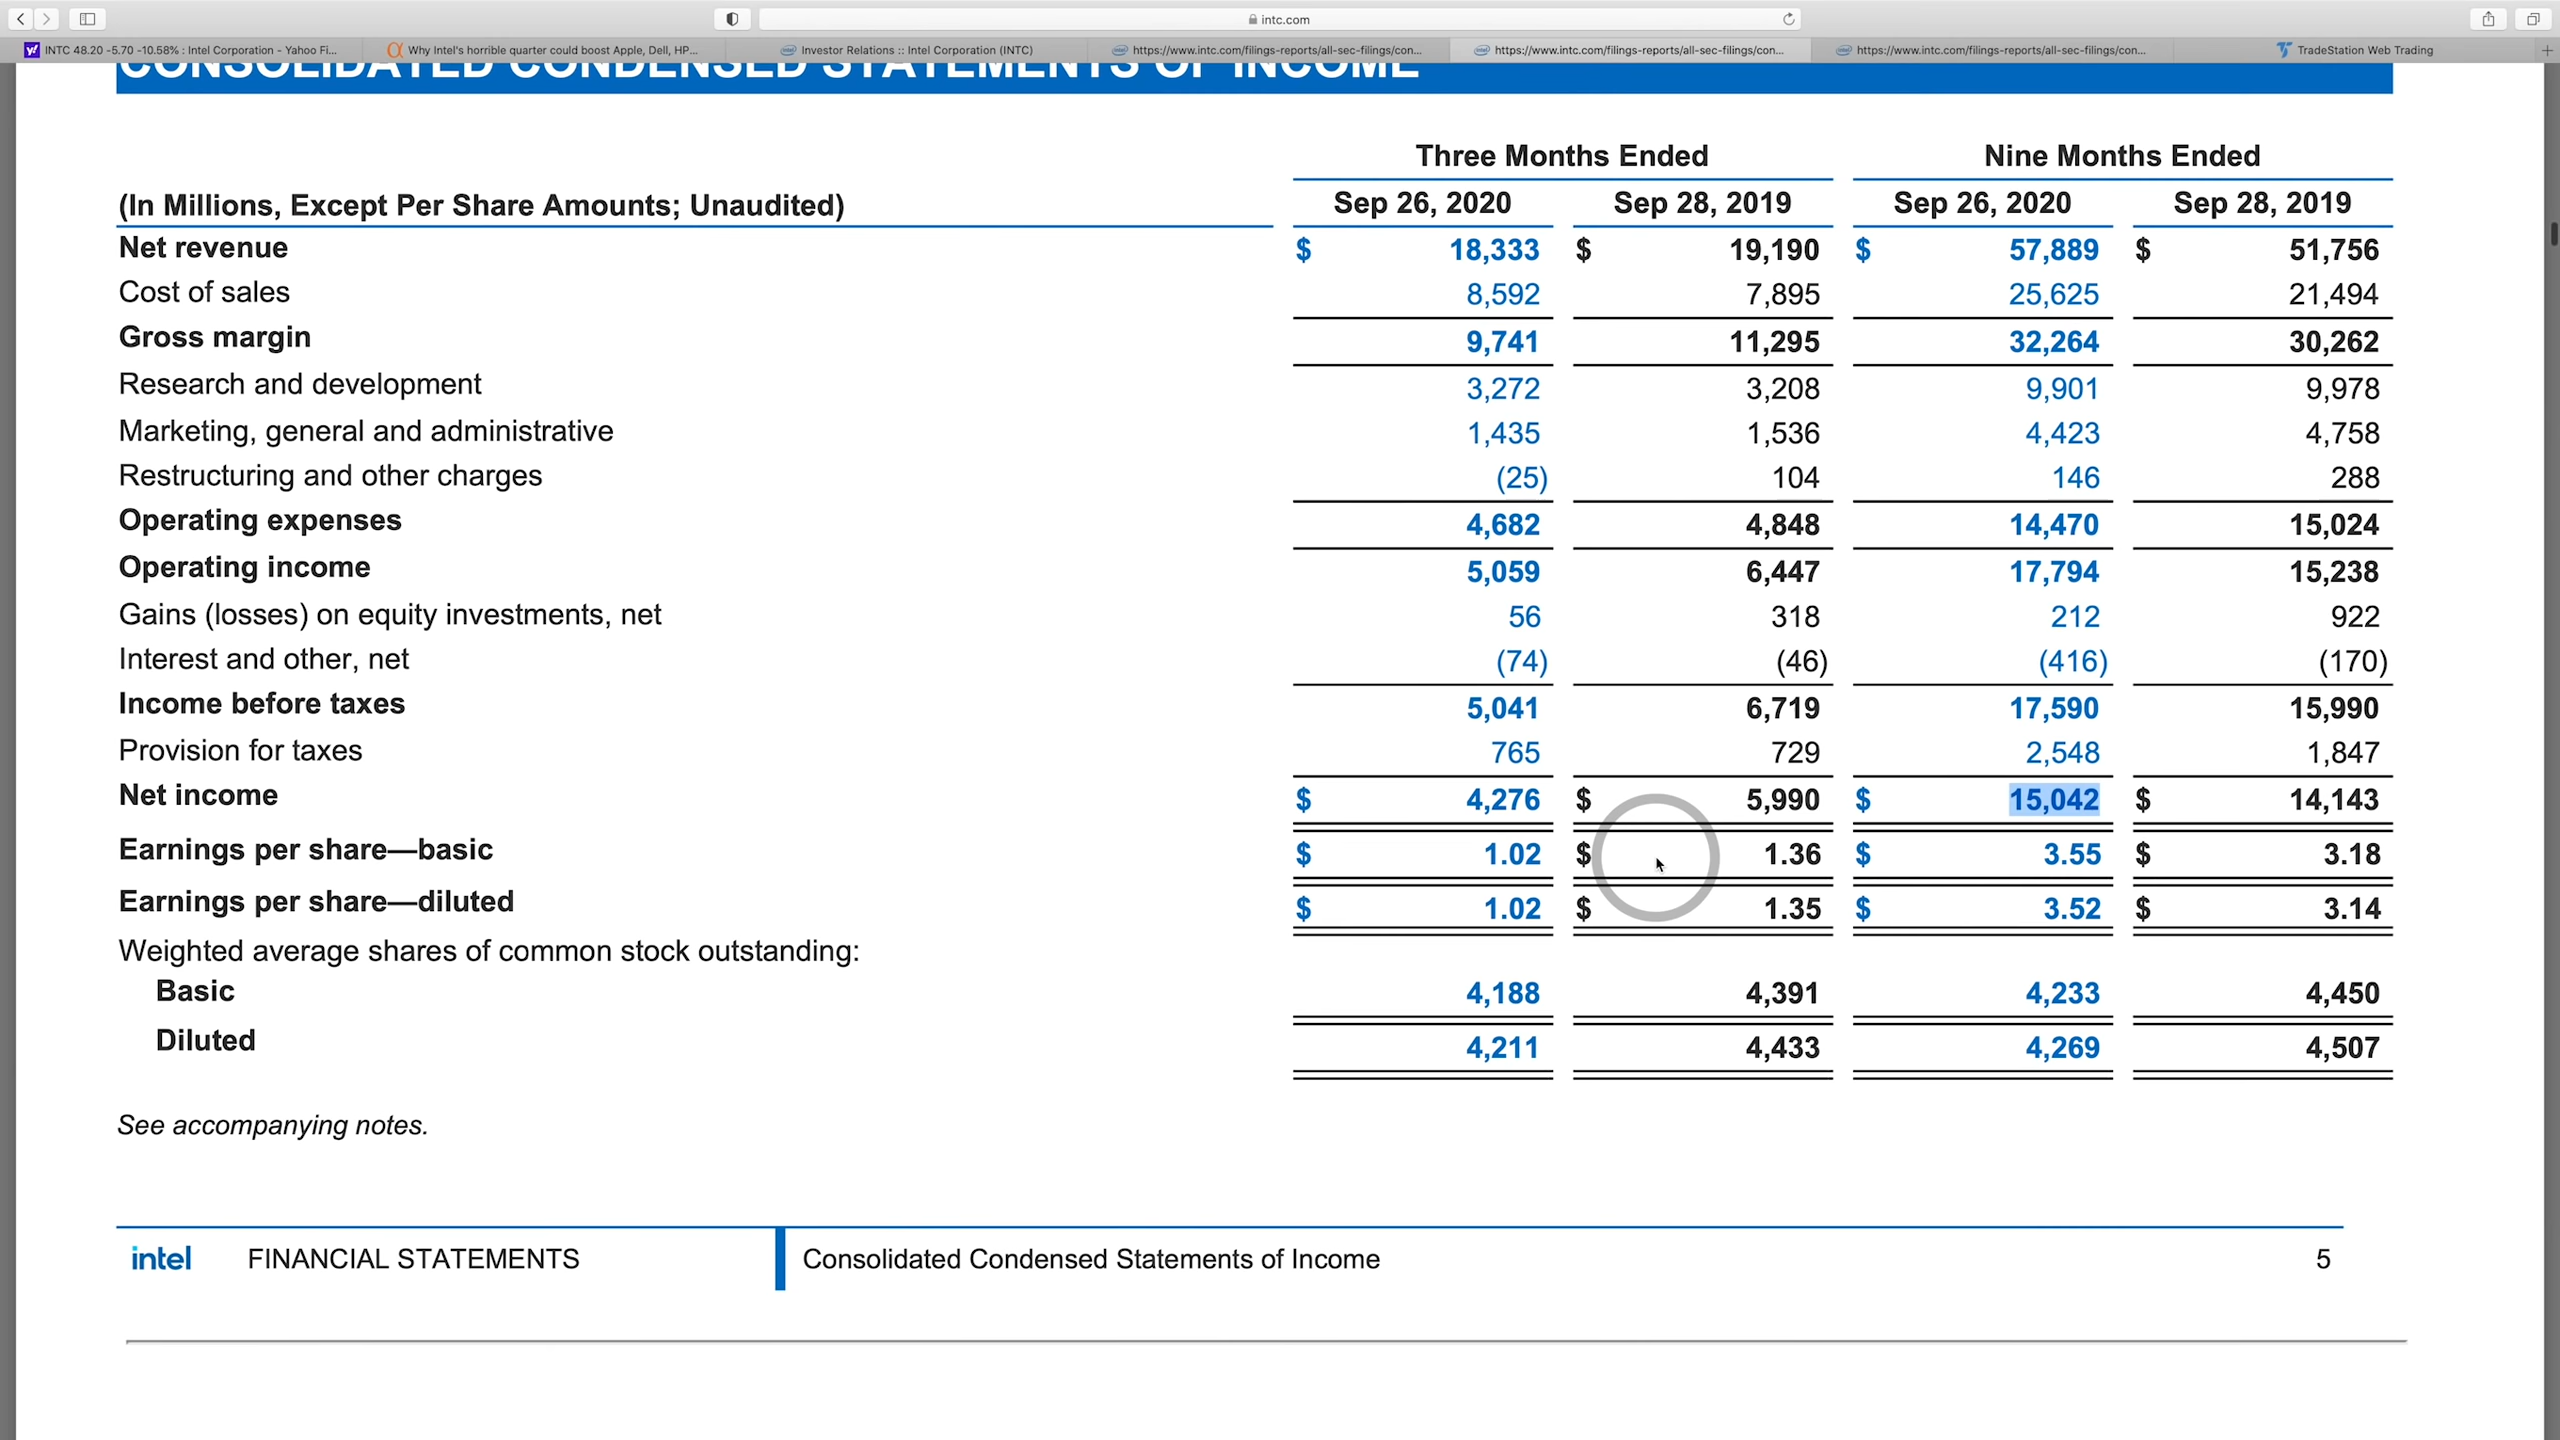 intc.com
INTC 48.20 -5.70 -10.58% : Intel Corporation - Yahoo Fi... Why Intel's horrible quarter could boost Apple, Dell, HP... Investor Relations :: Intel Corporation (INTC) https://www.intc.com/filings-reports/all-sec-filings/con... https://www.intc.com/filings-reports/all-sec-filings/con... https://www.intc.com/filings-reports/all-sec-filings/con... TradeStation Web Trading
CONSOLIDATED CONDENSED STATEMENTS OF INCOME
Three Months Ended Nine Months Ended
(In Millions, Except Per Share Amounts; Unaudited) Sep 26, 2020 Sep 28, 2019 Sep 26, 2020 Sep 28, 2019
Net revenue $ 18,333 $ 19,190 $ 57,889 $ 51,756
Cost of sales 8,592 7,895 25,625 21,494
Gross margin 9,741 11,295 32,264 30,262
Research and development 3,272 3,208 9,901 9,978
Marketing, general and administrative 1,435 1,536 4,423 4,758
Restructuring and other charges (25) 104 146 288
Operating expenses 4,682 4,848 14,470 15,024
Operating income 5,059 6,447 17,794 15,238
Gains (losses) on equity investments, net 56 318 212 922
Interest and other, net (74) (46) (416) (170)
Income before taxes 5,041 6,719 17,590 15,990
Provision for taxes 765 729 2,548 1,847
Net income $ 4,276 $ 5,990 $ 15,042 $ 14,143
Earnings per share—basic $ 1.02 $ 1.36 $ 3.55 $ 3.18
Earnings per share—diluted $ 1.02 $ 1.35 $ 3.52 $ 3.14
Weighted average shares of common stock outstanding:
Basic 4,188 4,391 4,233 4,450
Diluted 4,211 4,433 4,269 4,507
See accompanying notes.
intel FINANCIAL STATEMENTS Consolidated Condensed Statements of Income 5